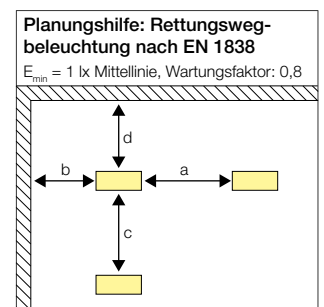 Planungshilfe: Rettungsweg-
beleuchtung nach EN 1838
Emin = 1 lx Mittellinie, Wartungsfaktor: 0,8
d
b
a
c